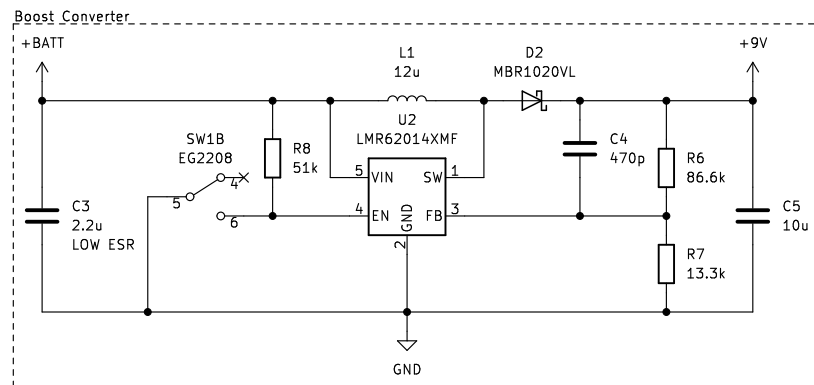 Boost Converter
+BATT
+9V
L1
12u
D2
MBR1020VL
U2
LMR62014XMF
SW1B
EG2208
R8
51k
C4
470p
R6
86.6k
4
5
6
5
VIN
SW
1
4
EN
FB
3
GND
2
C3
2.2u
LOW ESR
C5
10u
R7
13.3k
GND